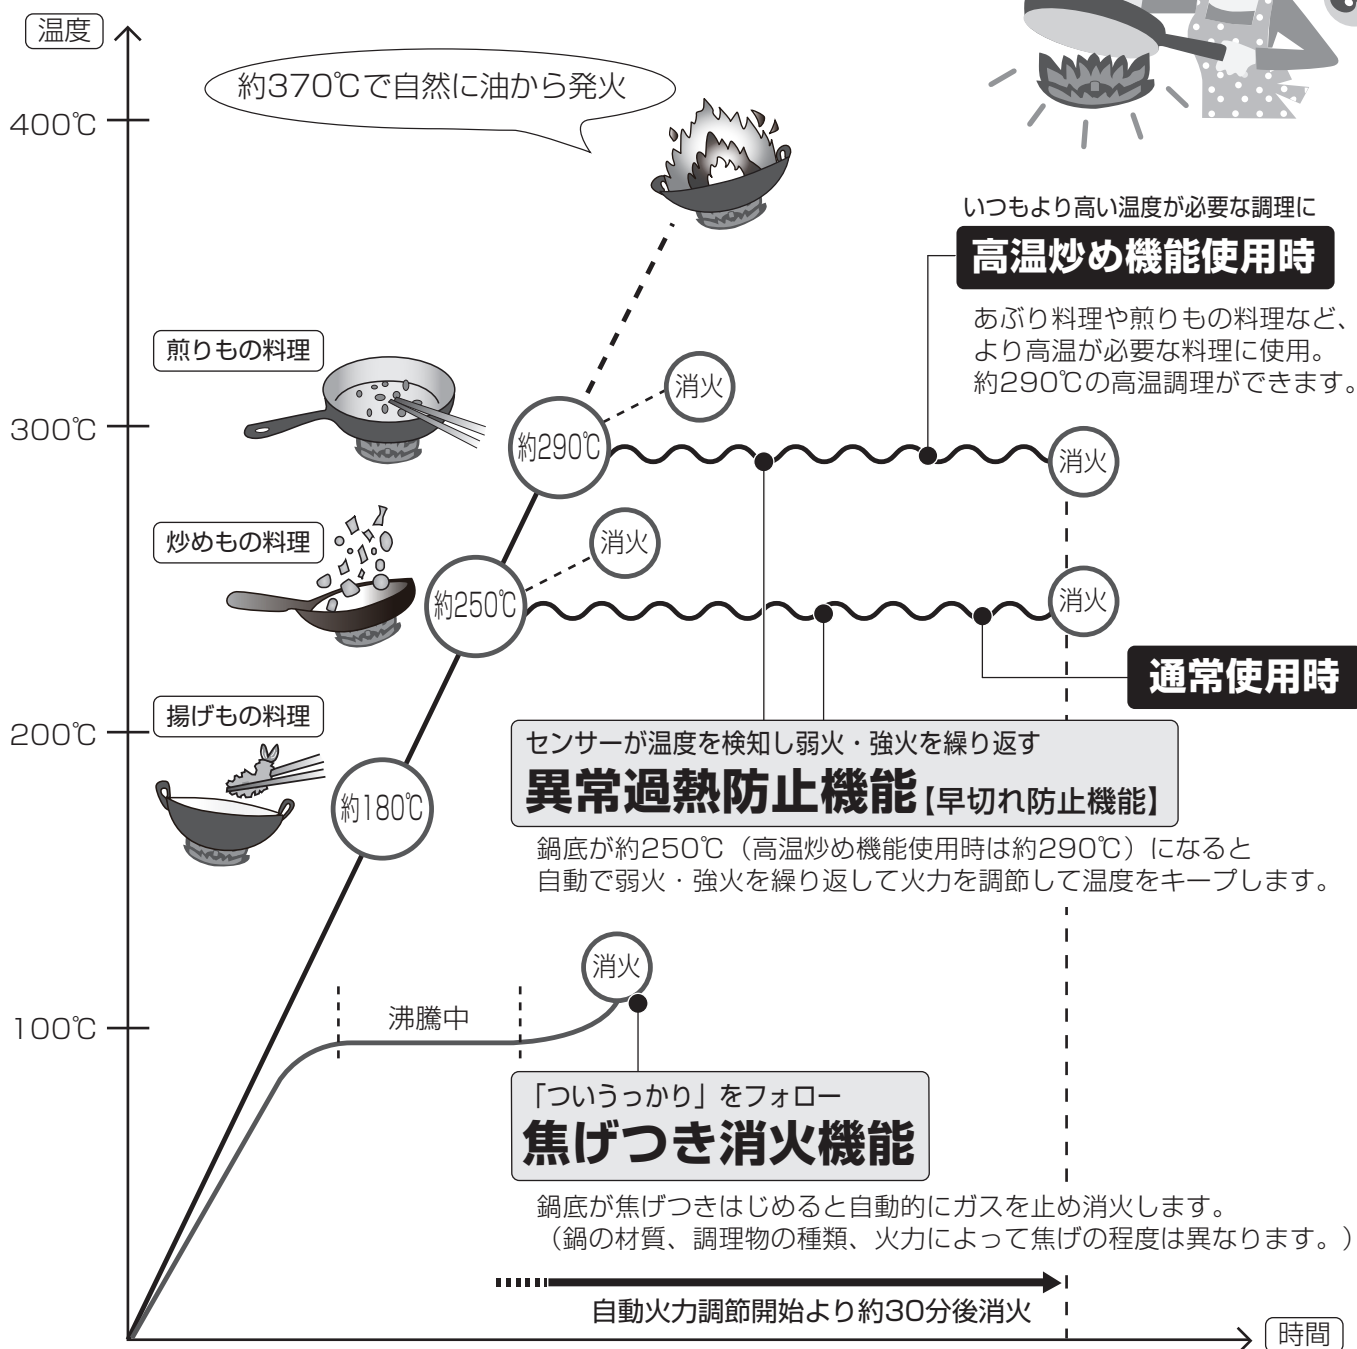 温度
約370℃で自然に油から発火
400℃
いつもより高い温度が必要な調理に
高温炒め機能使用時
あぶり料理や煎りもの料理など、
より高温が必要な料理に使用。
約290℃の高温調理ができます。
煎りもの料理
消火
300℃
約290℃
消火
炒めもの料理
消火
約250℃
消火
通常使用時
揚げもの料理
200℃
約180℃
センサーが温度を検知し弱火・強火を繰り返す
異常過熱防止機能【早切れ防止機能】
鍋底が約250℃（高温炒め機能使用時は約290℃）になると
自動で弱火・強火を繰り返して火力を調節して温度をキープします。
消火
沸騰中
100℃
「ついうっかり」をフォロー
焦げつき消火機能
鍋底が焦げつきはじめると自動的にガスを止め消火します。
（鍋の材質、調理物の種類、火力によって焦げの程度は異なります。）
自動火力調節開始より約30分後消火
時間